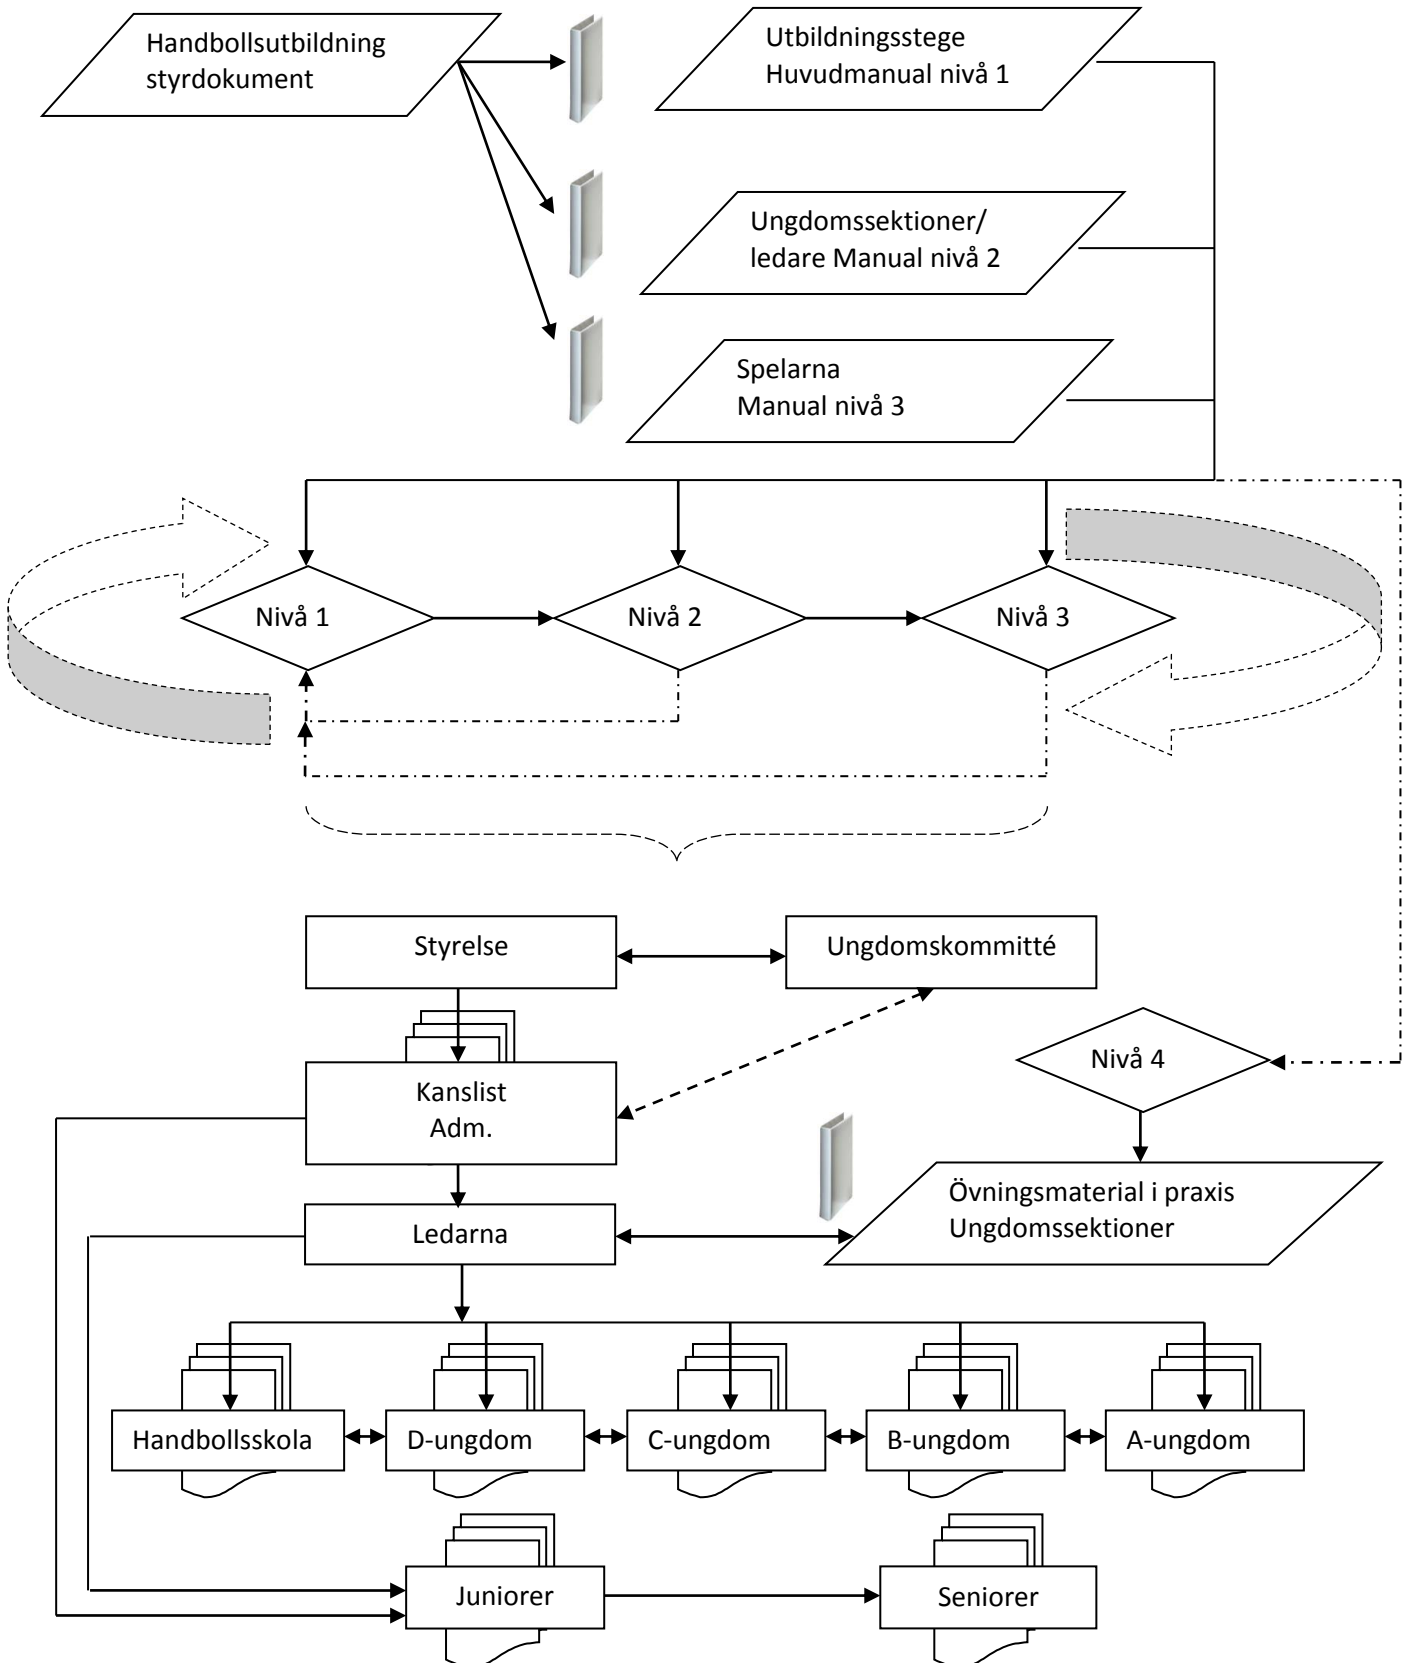 Handbollsutbildning
styrdokument
Utbildningsstege
Huvudmanual nivå 1
Ungdomssektioner/
ledare Manual nivå 2
Spelarna
Manual nivå 3
Nivå 1
Nivå 2
Nivå 3
Styrelse
Ungdomskommitté
Kanslist
Adm.
Nivå 4
Ledarna
Övningsmaterial i praxis
Ungdomssektioner
Handbollsskola
D-ungdom
C-ungdom
B-ungdom
A-ungdom
Juniorer
Seniorer